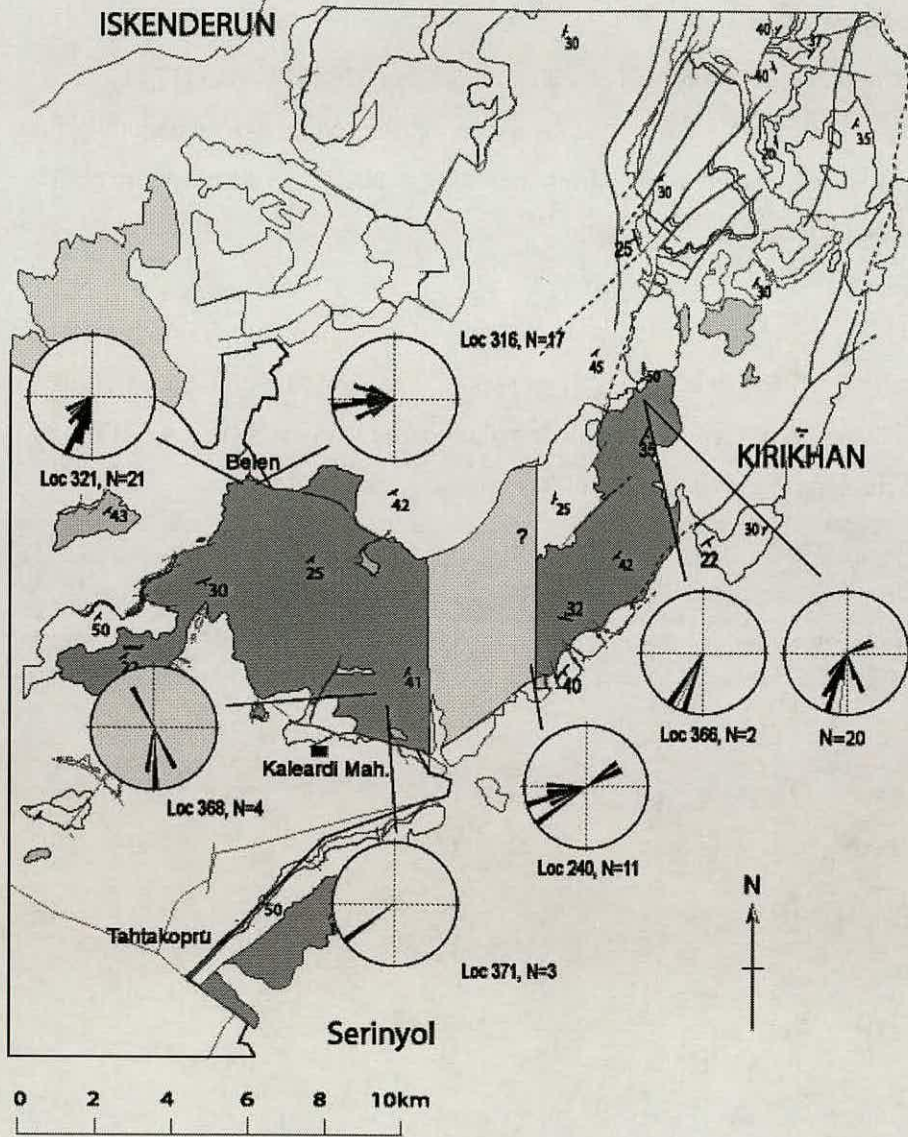 ISKENDERUN
30
40
37
40
35
20
30
25
30
Loc 316, N=17
45
50
35
KIRIKHAN
Belen
Loc 321, N=21
42
43
25
?
30
22
42
25
30
32
50
41
40
Loc 366, N=2
N=20
Kaleardi Mah.
Loc 368, N=4
Loc 240, N=11
N
50
Tahtakopru
Loc 371, N=3
Serinyol
0 2 4 6 8 10km